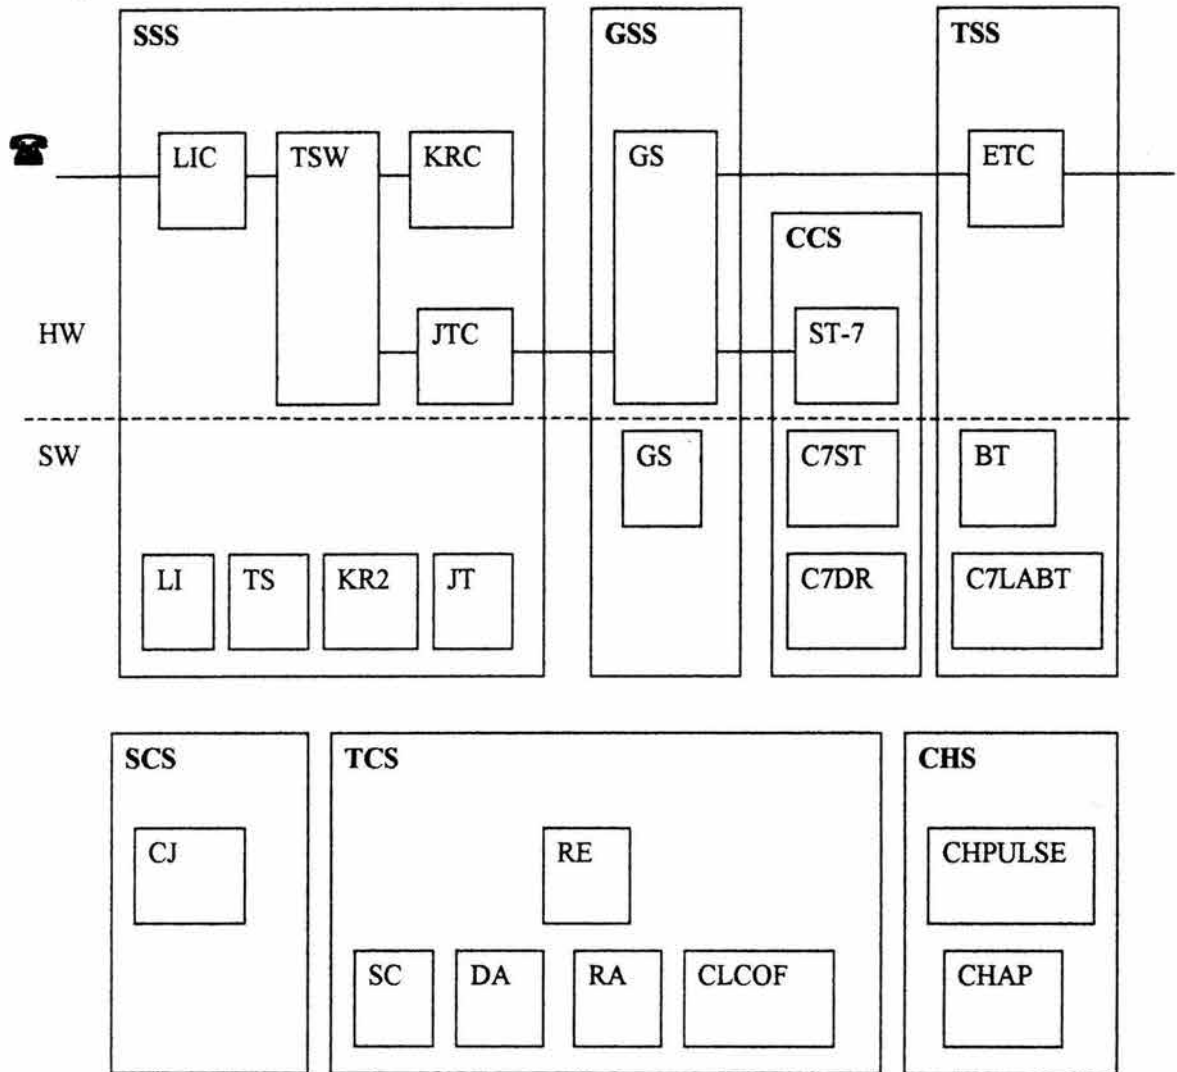 SSS
GSS
TSS
LIC
TSW
KRC
GS
ETC
CCS
HW
JTC
ST-7
SW
GS
C7ST
BT
LI
TS
KR2
JT
C7DR
C7LABT
SCS
TCS
CHS
CJ
RE
CHPULSE
SC
DA
RA
CLCOF
CHAP